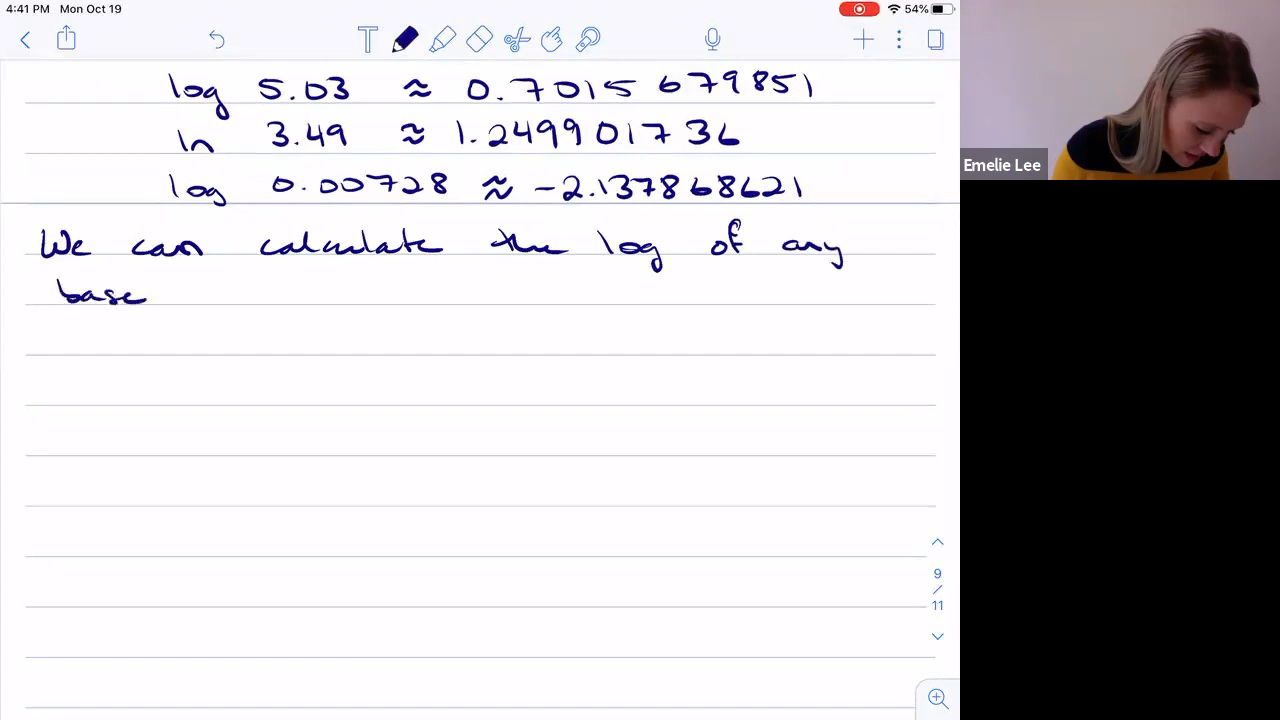 4:41 PM Mon Oct 19
54%
log 5.03 ≈ 0.7015679851
ln 3.49 ≈ 1.249901736
log 0.00728 ≈ -2.137868621
We can calculate the log of any
base
Emelie Lee
9
/
11